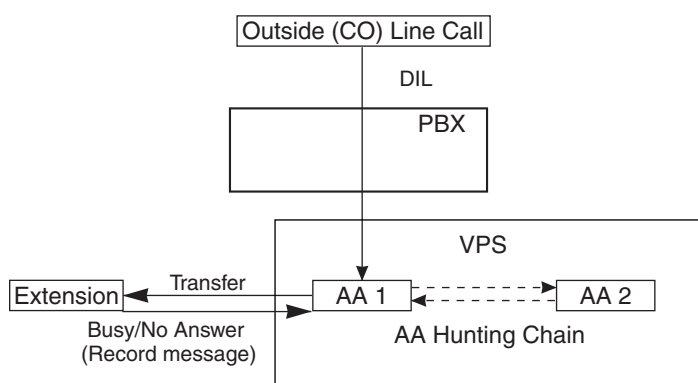 Outside (CO) Line Call
DIL
PBX
VPS
Transfer
Extension
AA 1
AA 2
Busy/No Answer
(Record message)
AA Hunting Chain